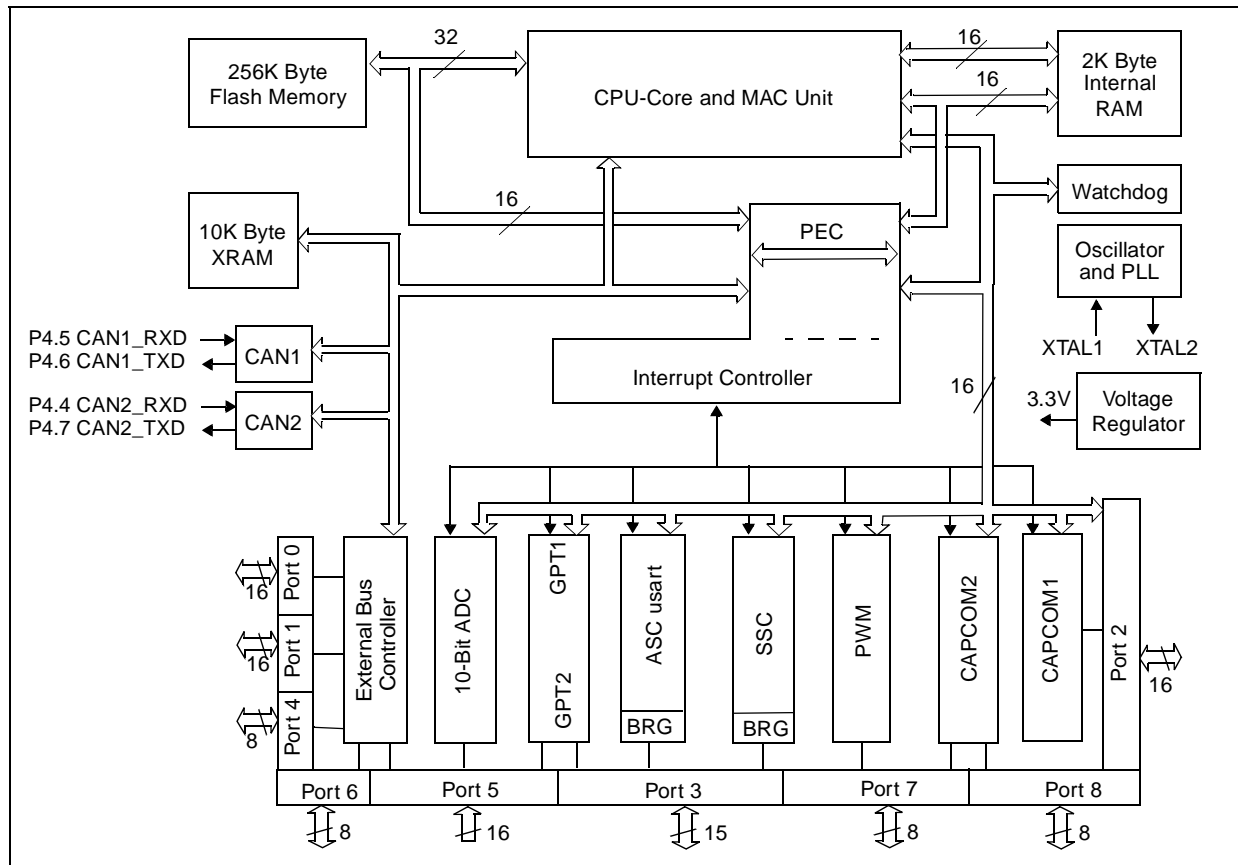 32
16
256K Byte
Flash Memory
CPU-Core and MAC Unit
2K Byte
Internal
RAM
16
16
Watchdog
10K Byte
XRAM
PEC
Oscillator
and PLL
P4.5 CAN1_RXD
P4.6 CAN1_TXD
CAN1
XTAL1
XTAL2
Interrupt Controller
16
3.3V
Voltage
Regulator
P4.4 CAN2_RXD
P4.7 CAN2_TXD
CAN2
16
Port 0
16
Port 1
8
Port 4
External Bus
Controller
10-Bit ADC
GPT1
GPT2
ASC usart
BRG
SSC
BRG
PWM
CAPCOM2
CAPCOM1
Port 2
16
Port 6
Port 5
Port 3
Port 7
Port 8
8
16
15
8
8